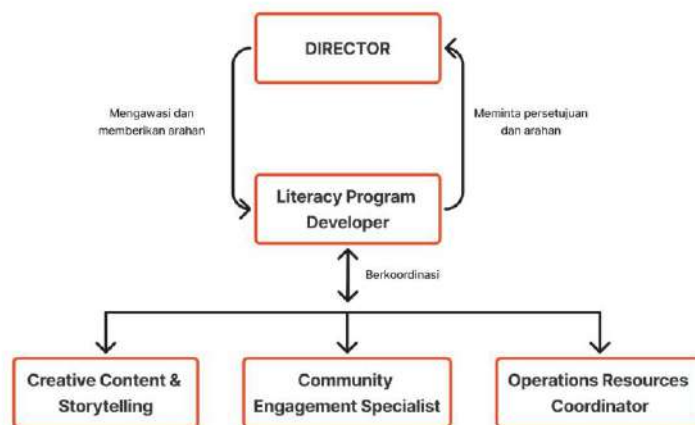 DIRECTOR
Mengawasi dan
memberikan arahan
Meminta persetujuan
dan arahan
Literacy Program
Developer
Berkoordinasi
Creative Content &
Storytelling
Community
Engagement Specialist
Operations Resources
Coordinator